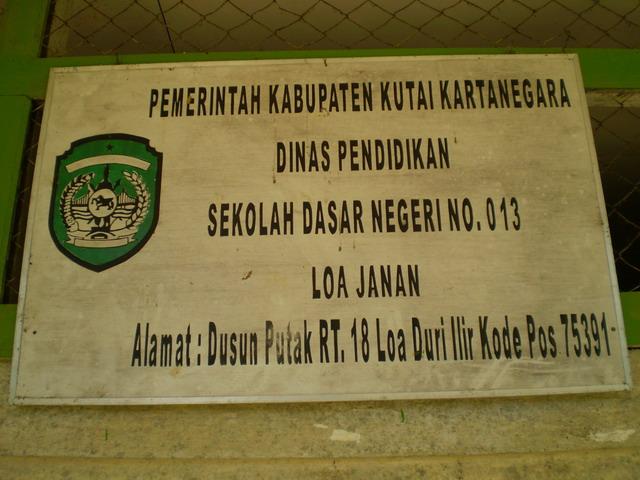 PEMERINTAH KABUPATEN KUTAI KARTANEGARA
DINAS PENDIDIKAN
SEKOLAH DASAR NEGERI NO. 013
LOA JANAN
Alamat : Dusun Putak RT. 18 Loa Duri Ilir Kode Pos 75391